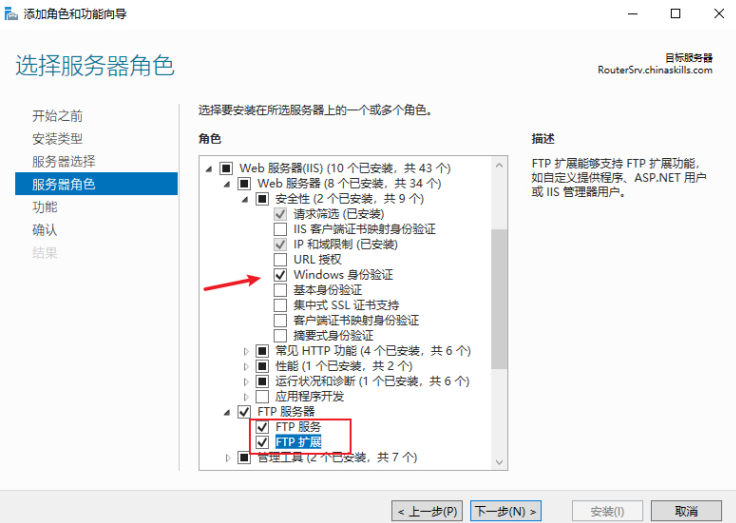 添加角色和功能向导
选择服务器角色
目标服务器
RouterSrv.chinaskills.com
开始之前
安装类型
服务器选择
服务器角色
功能
确认
结果
选择要安装在所选服务器上的一个或多个角色。
角色
Web 服务器(IIS) (10 个已安装，共 43 个)
Web 服务器 (8 个已安装，共 34 个)
安全性 (2 个已安装，共 9 个)
请求筛选 (已安装)
IIS 客户端证书映射身份验证
IP 和域限制 (已安装)
URL 授权
Windows 身份验证
基本身份验证
集中式 SSL 证书支持
客户端证书映射身份验证
摘要式身份验证
常见 HTTP 功能 (4 个已安装，共 6 个)
性能 (1 个已安装，共 2 个)
运行状况和诊断 (1 个已安装，共 6 个)
应用程序开发
FTP 服务器
FTP 服务
FTP 扩展
管理工具 (2 个已安装，共 7 个)
描述
FTP 扩展能够支持 FTP 扩展功能，
如自定义提供程序、ASP.NET 用户
或 IIS 管理器用户。
< 上一步(P)
下一步(N) >
安装(I)
取消